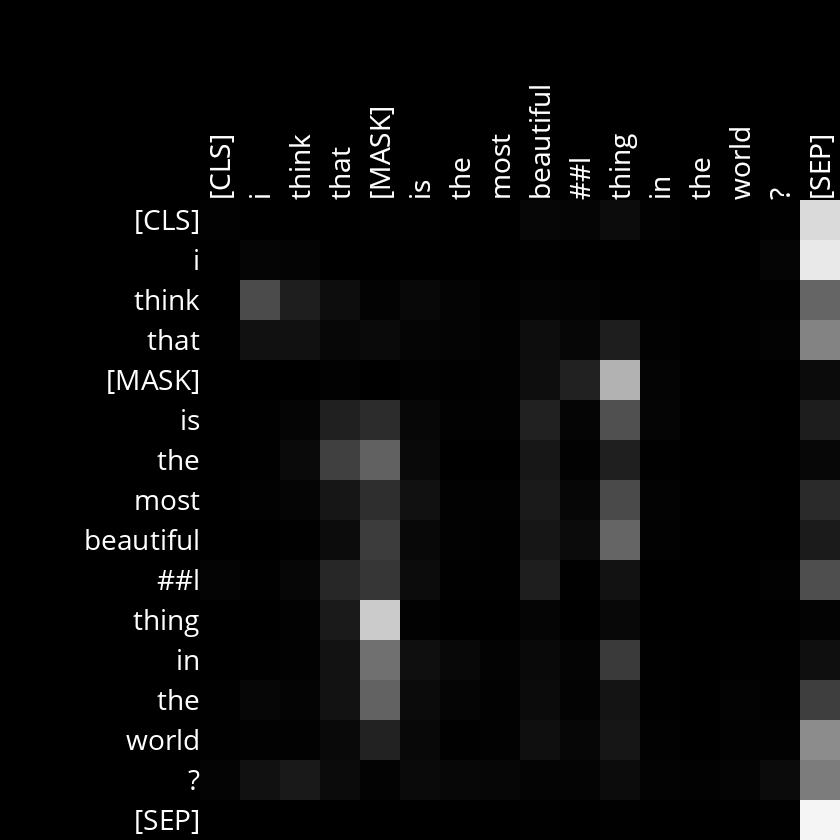 [CLS] i think that [MASK] is the most beautiful ##l thing in the world ? [SEP]
[CLS]
i
think
that
[MASK]
is
the
most
beautiful
##l
thing
in
the
world
?
[SEP]